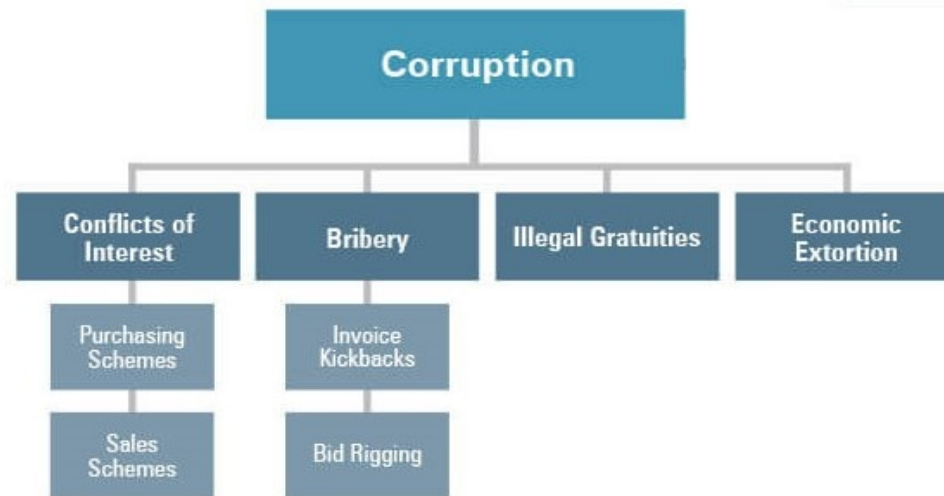 Corruption
Conflicts of
Interest
Bribery
Illegal Gratuities
Economic
Extortion
Purchasing
Schemes
Invoice
Kickbacks
Sales
Schemes
Bid Rigging